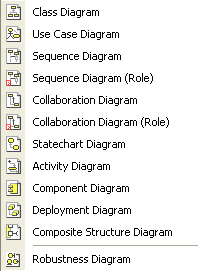 Class Diagram
Use Case Diagram
Sequence Diagram
Sequence Diagram (Role)
Collaboration Diagram
Collaboration Diagram (Role)
Statechart Diagram
Activity Diagram
Component Diagram
Deployment Diagram
Composite Structure Diagram
Robustness Diagram